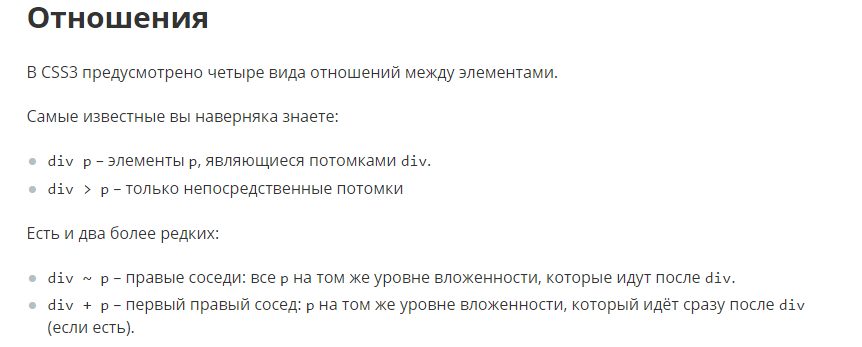 Отношения
В CSS3 предусмотрено четыре вида отношений между элементами.
Самые известные вы наверняка знаете:
div p – элементы p, являющиеся потомками div.
div > p – только непосредственные потомки
Есть и два более редких:
div ~ p – правые соседи: все p на том же уровне вложенности, которые идут после div.
div + p – первый правый сосед: p на том же уровне вложенности, который идёт сразу после div
(если есть).